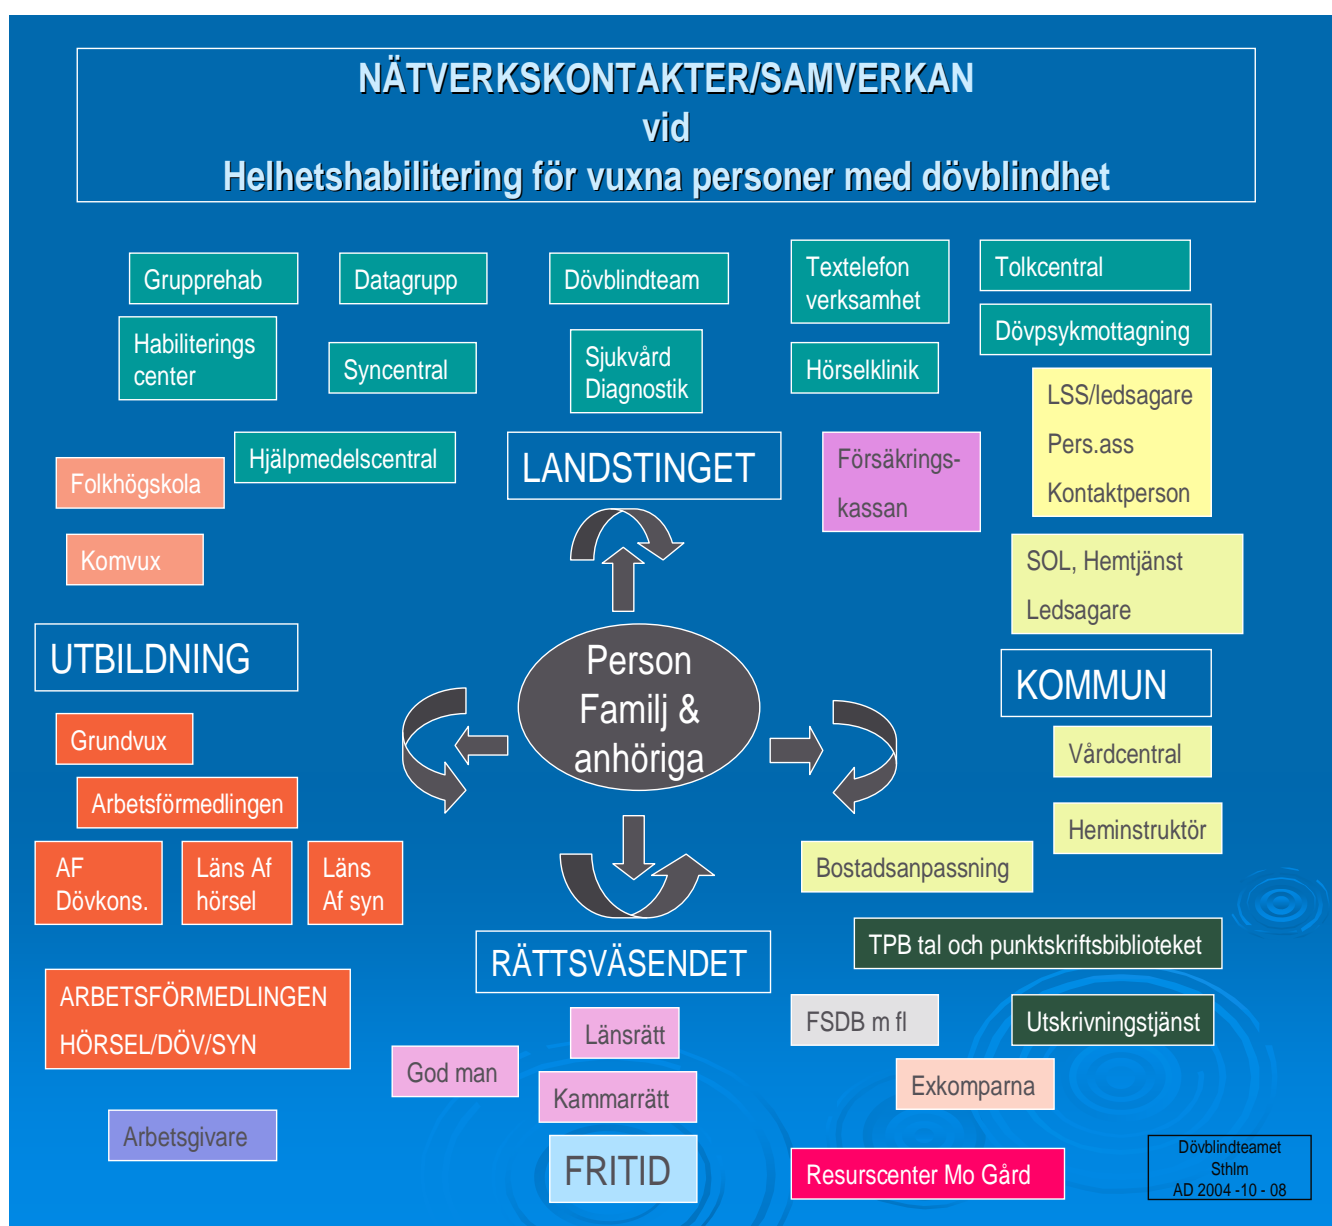 NÄTVERKSKONTAKTER/SAMVERKAN
vid
Helhetshabilitering för vuxna personer med dövblindhet
Grupprehab
Datagrupp
Dövblindteam
Textelefon
verksamhet
Tolkcentral
Habiliterings
center
Syncentral
Sjukvård
Diagnostik
Hörselklinik
Dövpsykmottagning
LSS/ledsagare
Pers.ass
Kontaktperson
Hjälpmedelscentral
LANDSTINGET
Försäkrings-
kassan
Folkhögskola
Komvux
SOL, Hemtjänst
Ledsagare
UTBILDNING
Person
Familj &
anhöriga
KOMMUN
Grundvux
Vårdcentral
Arbetsförmedlingen
Heminstruktör
AF
Dövkons.
Läns Af
hörsel
Läns
Af syn
Bostadsanpassning
RÄTTSVÄSENDET
TPB tal och punktskriftsbiblioteket
ARBETSFÖRMEDLINGEN
HÖRSEL/DÖV/SYN
Länsrätt
FSDB m fl
Utskrivningstjänst
God man
Kammarrätt
Exkomparna
Arbetsgivare
FRITID
Resurscenter Mo Gård
Dövblindteamet
Sthlm
AD 2004 -10 - 08